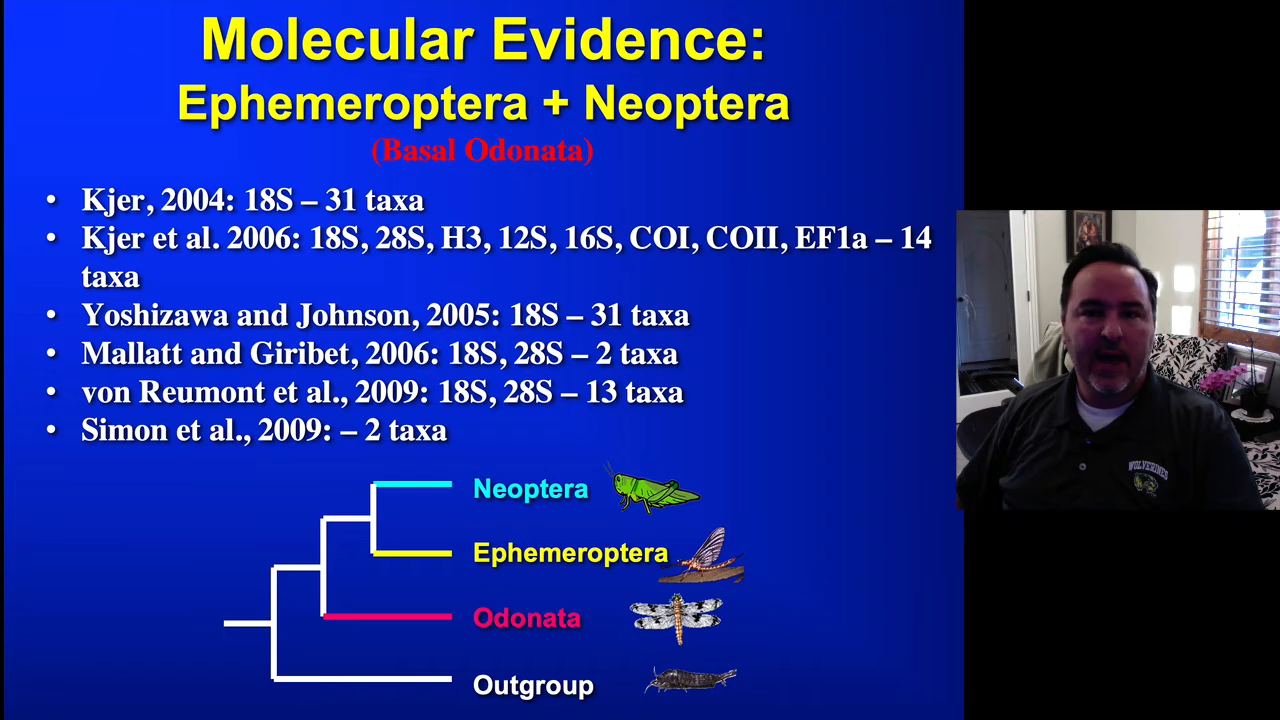 Molecular Evidence:
Ephemeroptera + Neoptera
(Basal Odonata)
• Kjer, 2004: 18S – 31 taxa
• Kjer et al. 2006: 18S, 28S, H3, 12S, 16S, COI, COII, EF1a – 14
taxa
• Yoshizawa and Johnson, 2005: 18S – 31 taxa
• Mallatt and Giribet, 2006: 18S, 28S – 2 taxa
• von Reumont et al., 2009: 18S, 28S – 13 taxa
• Simon et al., 2009: – 2 taxa
Neoptera
Ephemeroptera
Odonata
Outgroup
WOLVERINES